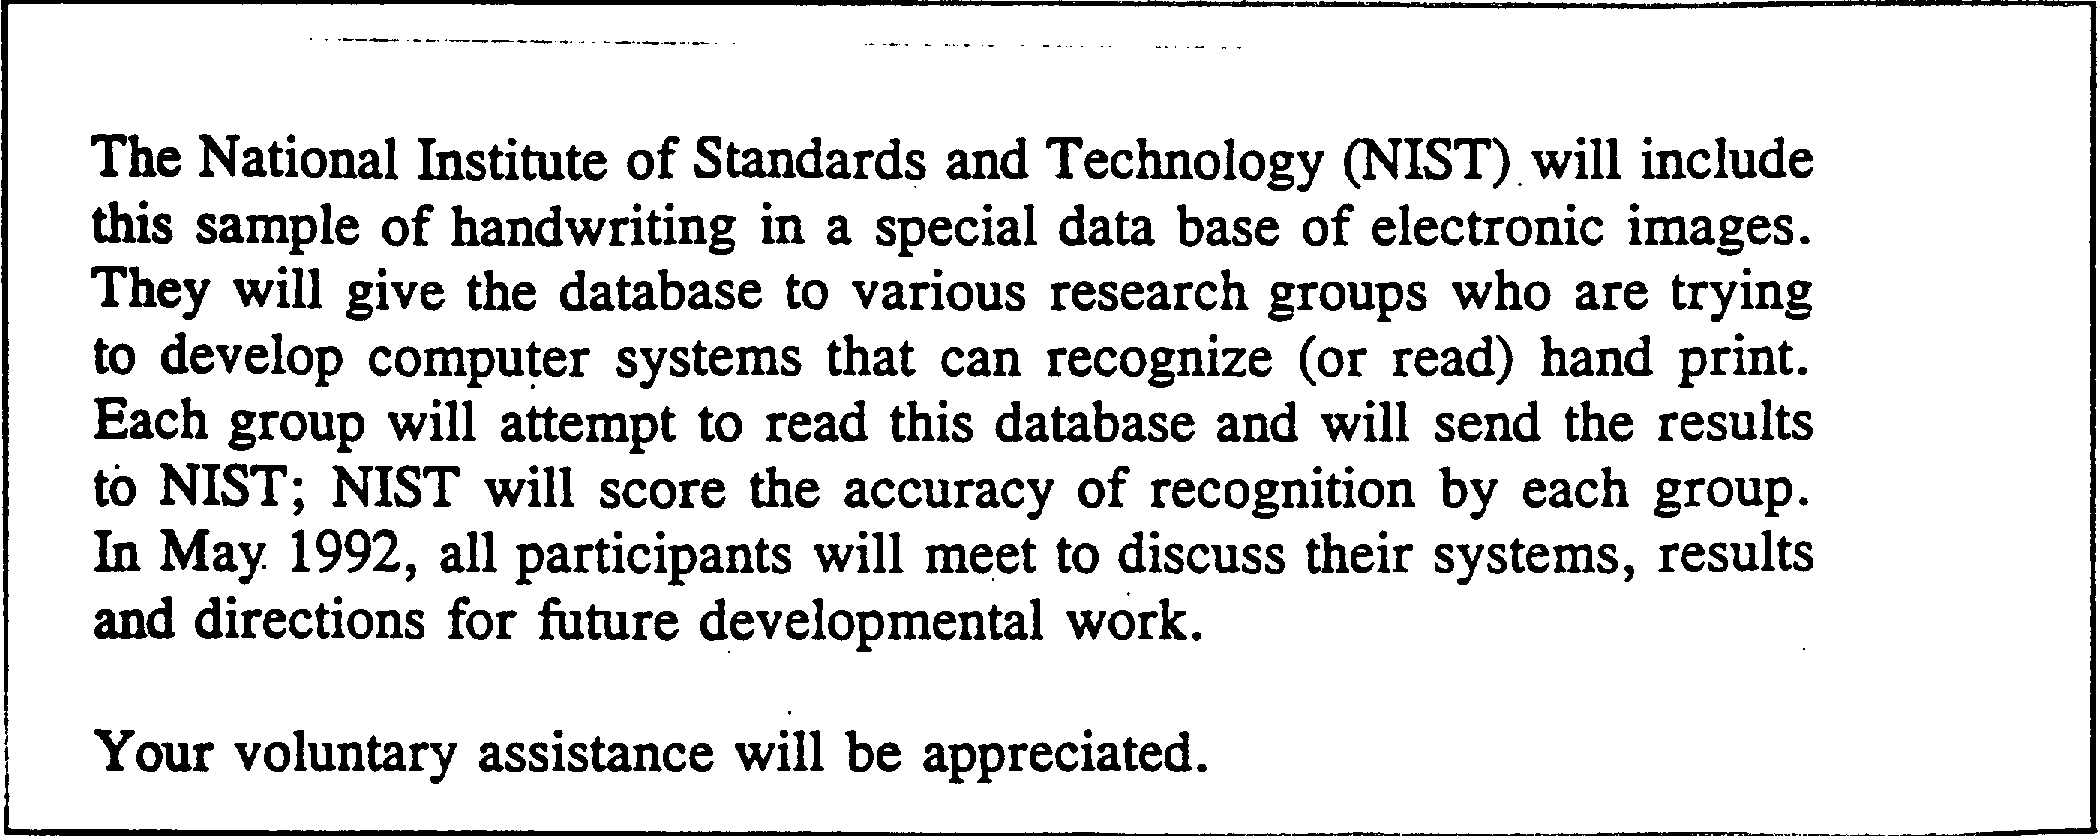 The National Institute of Standards and Technology (NIST) will include
this sample of handwriting in a special data base of electronic images.
They will give the database to various research groups who are trying
to develop computer systems that can recognize (or read) hand print.
Each group will attempt to read this database and will send the results
to NIST; NIST will score the accuracy of recognition by each group.
In May 1992, all participants will meet to discuss their systems, results
and directions for future developmental work.
Your voluntary assistance will be appreciated.